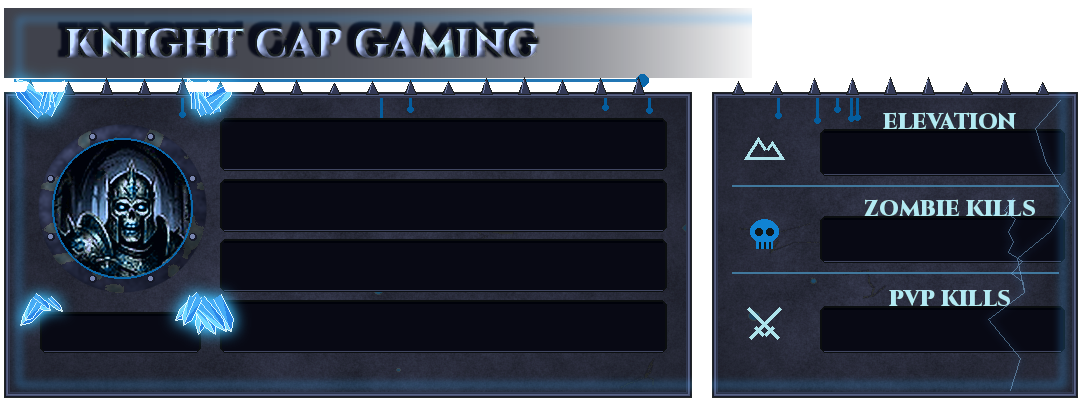 KNIGHT CAP GAMING
ELEVATION
ZOMBIE KILLS
PVP KILLS